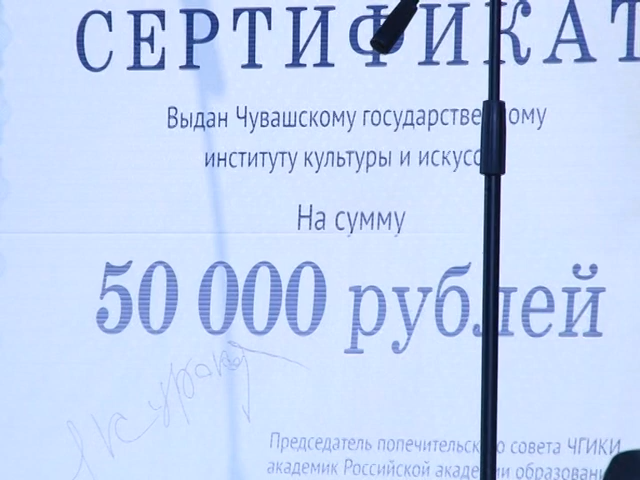 СЕРТИФИКАТ
Выдан Чувашскому государственному
институту культуры и искусств
На сумму
50 000 рублей
Председатель попечительского совета ЧГИКИ
академик Российской академии образования